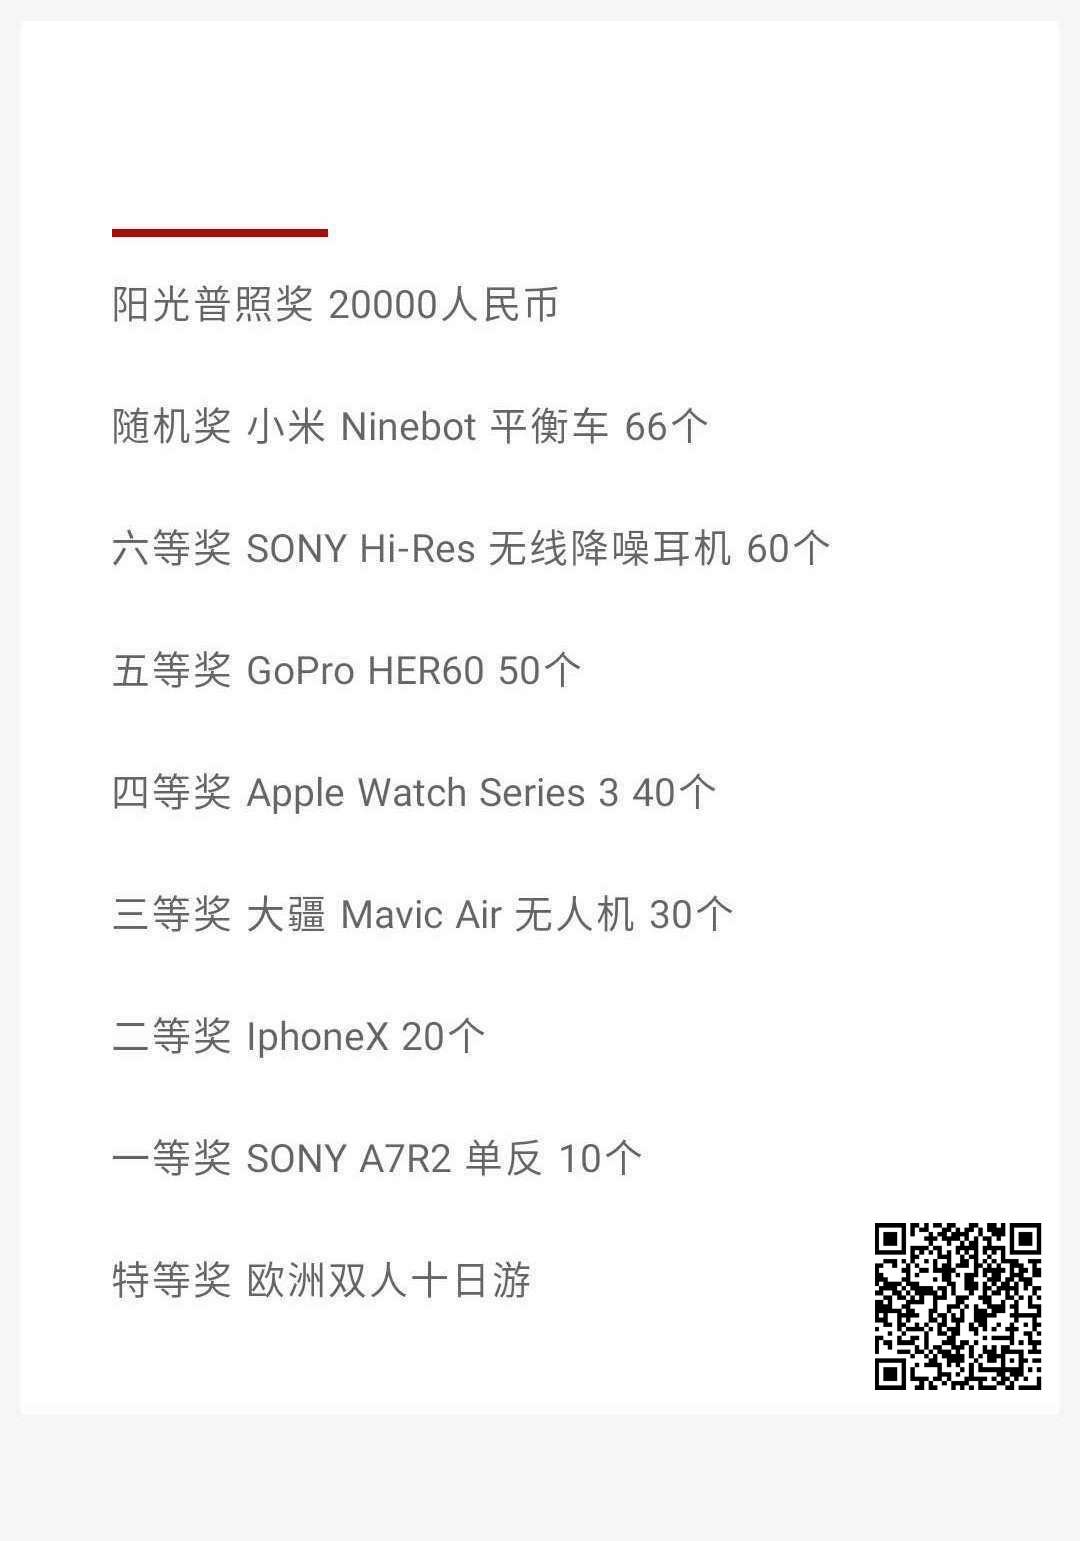 阳光普照奖 20000人民币
随机奖 小米 Ninebot 平衡车 66个
六等奖 SONY Hi-Res 无线降噪耳机 60个
五等奖 GoPro HER60 50个
四等奖 Apple Watch Series 3 40个
三等奖 大疆 Mavic Air 无人机 30个
二等奖 IphoneX 20个
一等奖 SONY A7R2 单反 10个
特等奖 欧洲双人十日游